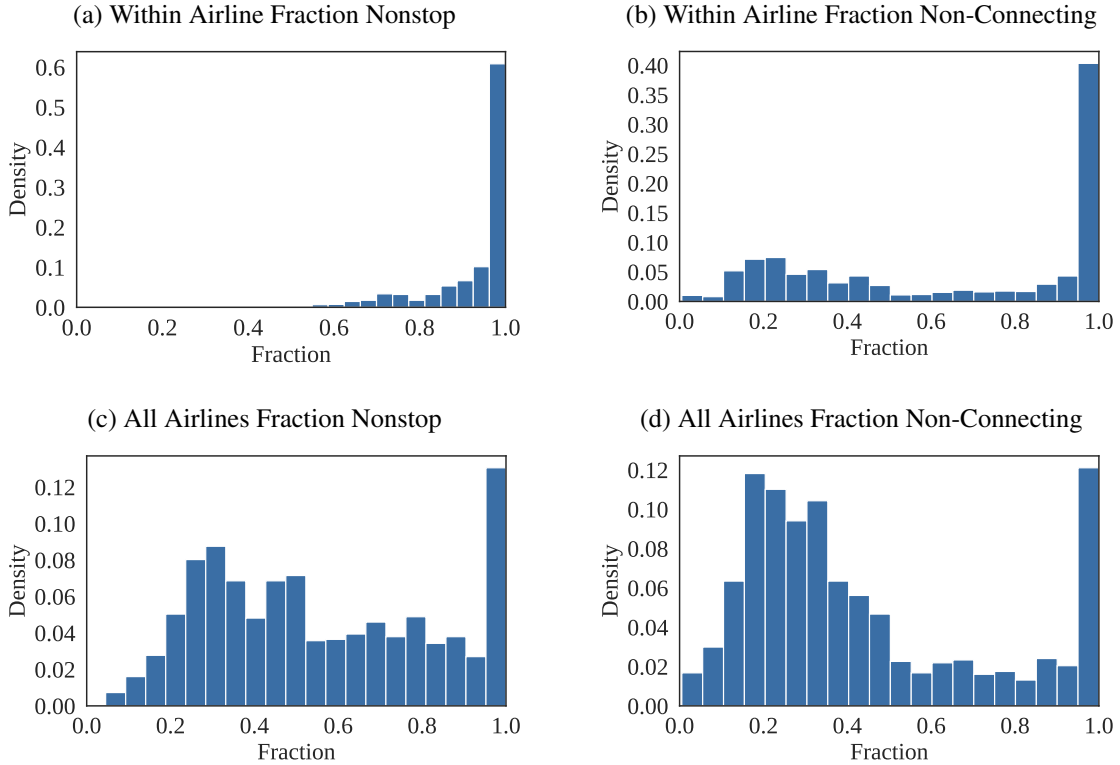 (a) Within Airline Fraction Nonstop
0.6
0.5
0.4
0.3
0.2
0.1
0.0
Density
0.0 0.2 0.4 0.6 0.8 1.0
Fraction
(b) Within Airline Fraction Non-Connecting
0.40
0.35
0.30
0.25
0.20
0.15
0.10
0.05
0.00
Density
0.0 0.2 0.4 0.6 0.8 1.0
Fraction
(c) All Airlines Fraction Nonstop
0.12
0.10
0.08
0.06
0.04
0.02
0.00
Density
0.0 0.2 0.4 0.6 0.8 1.0
Fraction
(d) All Airlines Fraction Non-Connecting
0.12
0.10
0.08
0.06
0.04
0.02
0.00
Density
0.0 0.2 0.4 0.6 0.8 1.0
Fraction